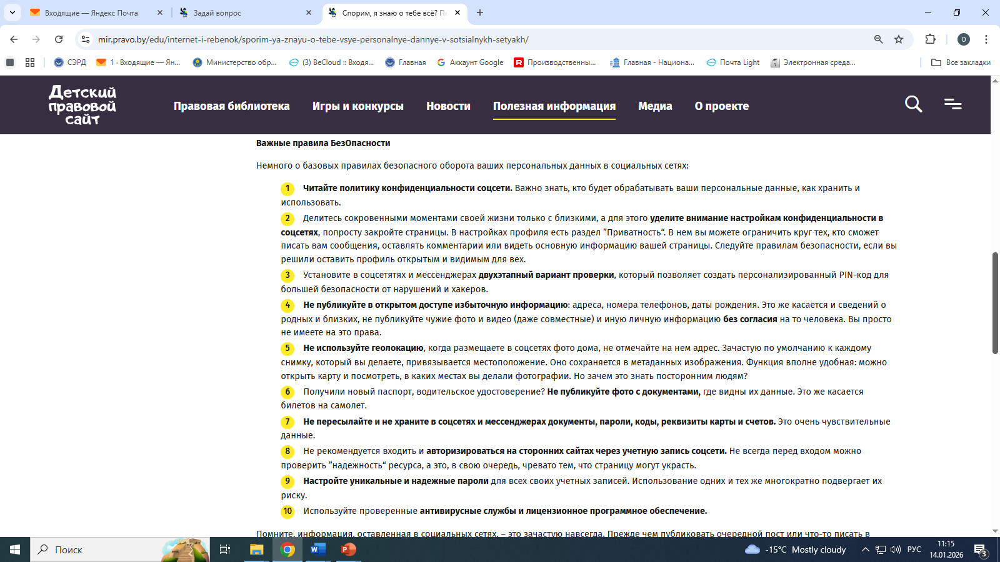 Входящие — Яндекс Почта
Задай вопрос
Спорим, я знаю о тебе всё? П
mir.pravo.by/edu/internet-i-rebenok/sporim-ya-znayu-o-tebe-vsye-personalnye-dannye-v-sotsialnykh-setyakh/
O
СЭРД
1 · Входящие — Ян...
Министерство обр...
(3) BeCloud :: Входя...
Главная
Аккаунт Google
Производственны...
Главная - Национа...
Почта Light
Электронная среда...
Все закладки
Детский
правовой
сайт
Правовая библиотека
Игры и конкурсы
Новости
Полезная информация
Медиа
О проекте
Важные правила БезОпасности
Немного о базовых правилах безопасного оборота ваших персональных данных в социальных сетях:
1 Читайте политику конфиденциальности соцсети. Важно знать, кто будет обрабатывать ваши персональные данные, как хранить и
использовать.
2 Делитесь сокровенными моментами своей жизни только с близкими, а для этого уделите внимание настройкам конфиденциальности в
соцсетях, попросту закройте страницы. В настройках профиля есть раздел ”Приватность“. В нем вы можете ограничить круг тех, кто сможет
писать вам сообщения, оставлять комментарии или видеть основную информацию вашей страницы. Следуйте правилам безопасности, если вы
решили оставить профиль открытым и видимым для вех.
3 Установите в соцсетятях и мессенджерах двухэтапный вариант проверки, который позволяет создать персонализированный PIN-код для
большей безопасности от нарушений и хакеров.
4 Не публикуйте в открытом доступе избыточную информацию: адреса, номера телефонов, даты рождения. Это же касается и сведений о
родных и близких, не публикуйте чужие фото и видео (даже совместные) и иную личную информацию без согласия на то человека. Вы просто
не имеете на это права.
5 Не используйте геолокацию, когда размещаете в соцсетях фото дома, не отмечайте на нем адрес. Зачастую по умолчанию к каждому
снимку, который вы делаете, привязывается местоположение. Оно сохраняется в метаданных изображения. Функция вполне удобная: можно
открыть карту и посмотреть, в каких местах вы делали фотографии. Но зачем это знать посторонним людям?
6 Получили новый паспорт, водительское удостоверение? Не публикуйте фото с документами, где видны их данные. Это же касается
билетов на самолет.
7 Не пересылайте и не храните в соцсетях и мессенджерах документы, пароли, коды, реквизиты карты и счетов. Это очень чувствительные
данные.
8 Не рекомендуется входить и авторизироваться на сторонних сайтах через учетную запись соцсети. Не всегда перед входом можно
проверить ”надежность“ ресурса, а это, в свою очередь, чревато тем, что страницу могут украсть.
9 Настройте уникальные и надежные пароли для всех своих учетных записей. Использование одних и тех же многократно подвергает их
риску.
10 Используйте проверенные антивирусные службы и лицензионное программное обеспечение.
Помните, информация, оставленная в социальных сетях, – это зачастую навсегда. Прежде чем публиковать очередной пост или что-то писать в
Поиск
-15°C Mostly cloudy
РУС
11:15
14.01.2026
3